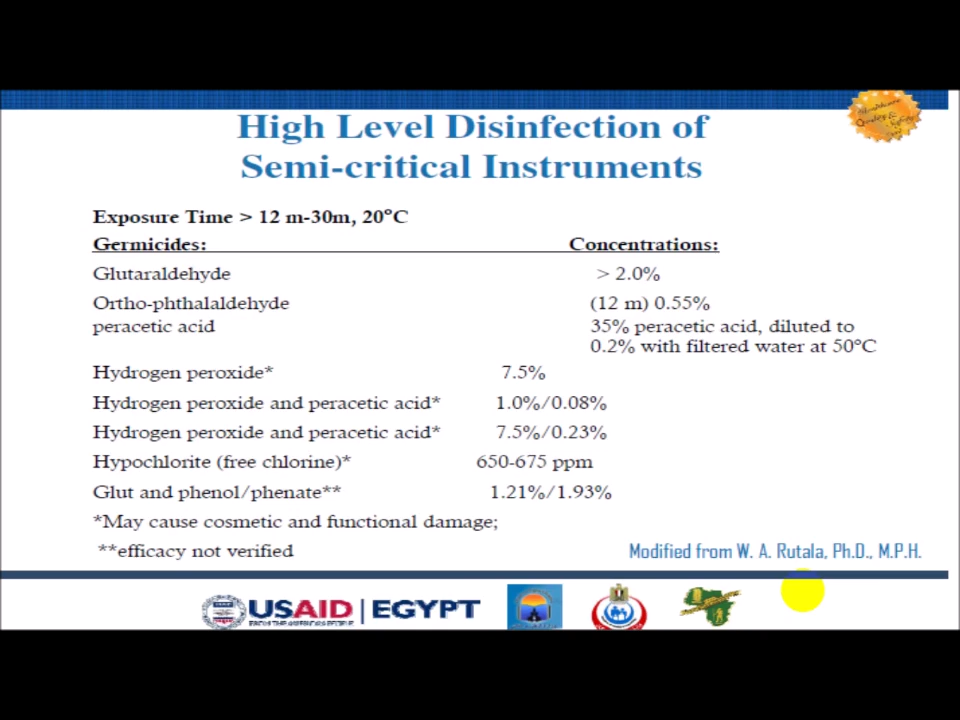 High Level Disinfection of
Semi-critical Instruments
Exposure Time > 12 m-30m, 20°C
Germicides: Concentrations:
Glutaraldehyde > 2.0%
Ortho-phthalaldehyde (12 m) 0.55%
peracetic acid 35% peracetic acid, diluted to
0.2% with filtered water at 50°C
Hydrogen peroxide* 7.5%
Hydrogen peroxide and peracetic acid* 1.0%/0.08%
Hydrogen peroxide and peracetic acid* 7.5%/0.23%
Hypochlorite (free chlorine)* 650-675 ppm
Glut and phenol/phenate** 1.21%/1.93%
*May cause cosmetic and functional damage;
**efficacy not verified
Modified from W. A. Rutala, Ph.D., M.P.H.
USAID | EGYPT
FROM THE AMERICAN PEOPLE